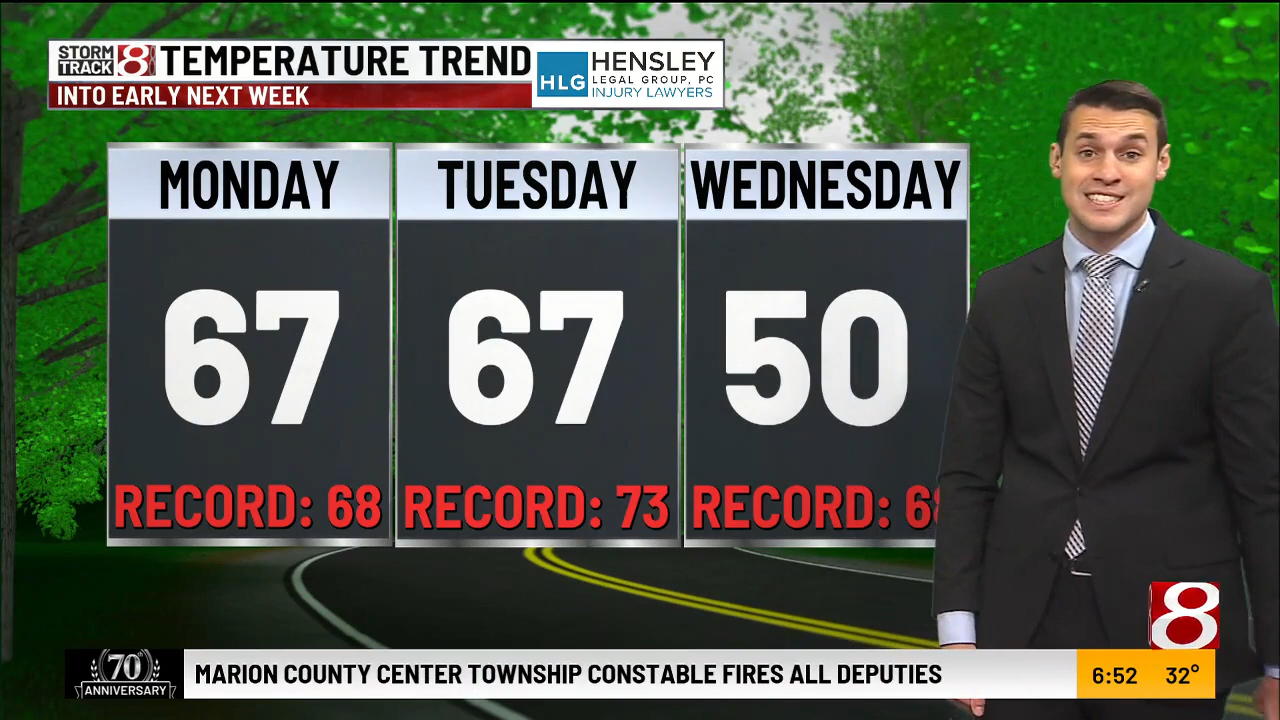 STORM TRACK 8 TEMPERATURE TREND
INTO EARLY NEXT WEEK
HLG HENSLEY
LEGAL GROUP, PC
INJURY LAWYERS
MONDAY
67
RECORD: 68
TUESDAY
67
RECORD: 73
WEDNESDAY
50
RECORD:
8
70th
ANNIVERSARY
MARION COUNTY CENTER TOWNSHIP CONSTABLE FIRES ALL DEPUTIES
6:52 32°